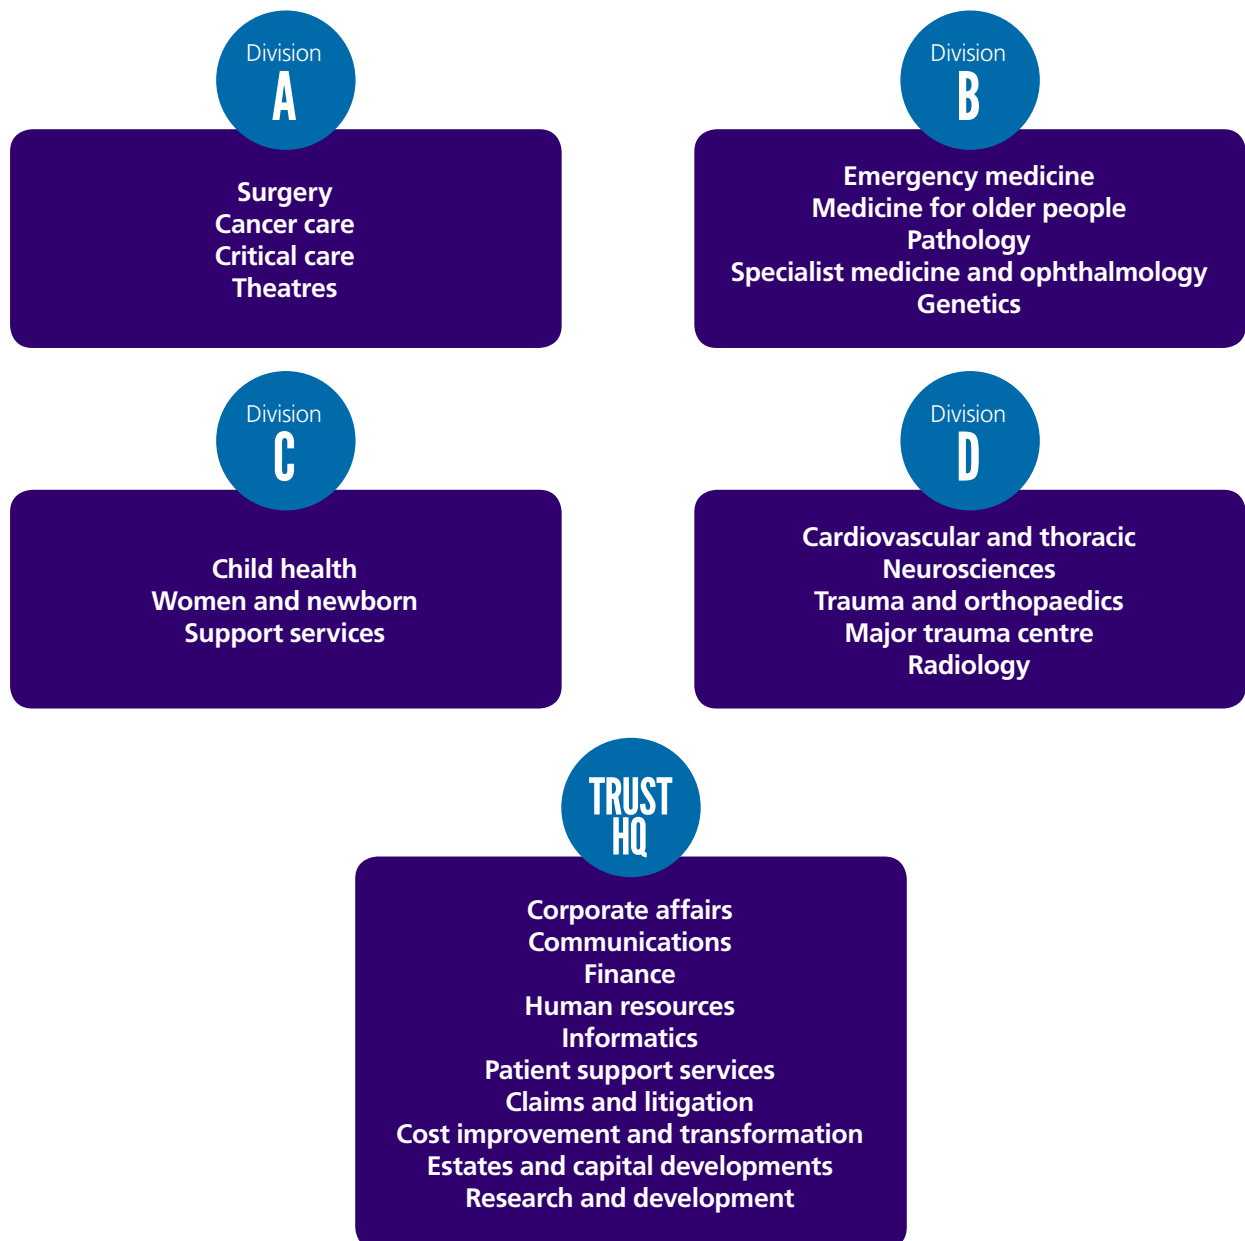 Division
A
Surgery
Cancer care
Critical care
Theatres
Division
B
Emergency medicine
Medicine for older people
Pathology
Specialist medicine and ophthalmology
Genetics
Division
C
Child health
Women and newborn
Support services
Division
D
Cardiovascular and thoracic
Neurosciences
Trauma and orthopaedics
Major trauma centre
Radiology
TRUST
HQ
Corporate affairs
Communications
Finance
Human resources
Informatics
Patient support services
Claims and litigation
Cost improvement and transformation
Estates and capital developments
Research and development